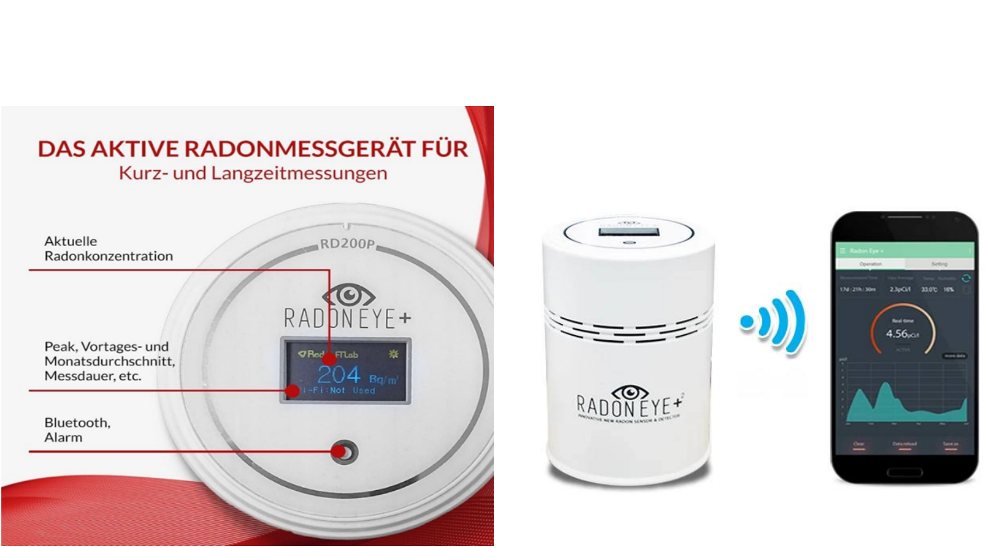 DAS AKTIVE RADONMESSGERÄT FÜR
Kurz- und Langzeitmessungen
Aktuelle
Radonkonzentration
Peak, Vortages- und
Monatsdurchschnitt,
Messdauer, etc.
Bluetooth,
Alarm
RD200P
RADONEYE+
FTLab
204 Bq/m³
i-Fi:Not Used
RADONEYE+²
INNOVATIVE NEW RADON SENSOR & DETECTOR
Radon Eye +
Operation Setting
17d : 21h : 30m 2.3pCi/l 33.0°C 16%
Real-time
4.56pCi/l
ACTIVE
more data
Clear Data reload Save as